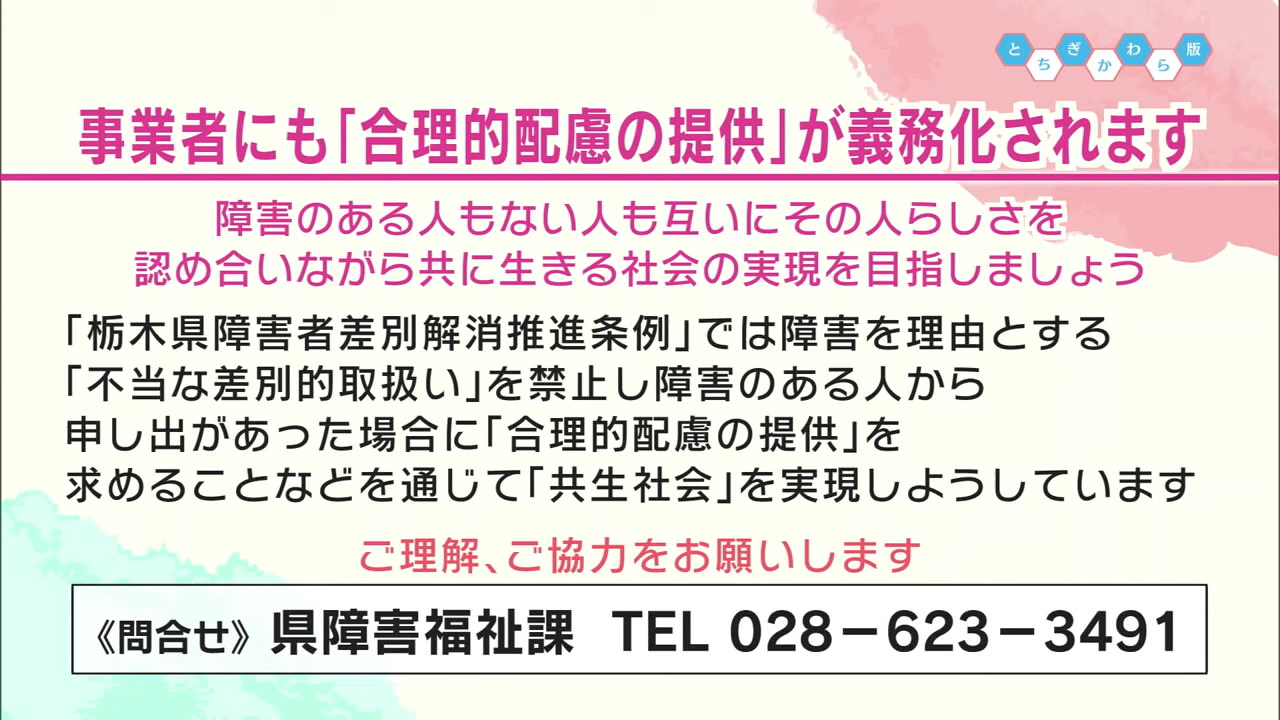 とちぎかわら版
事業者にも「合理的配慮の提供」が義務化されます
障害のある人もない人も互いにその人らしさを
認め合いながら共に生きる社会の実現を目指しましょう
「栃木県障害者差別解消推進条例」では障害を理由とする
「不当な差別的取扱い」を禁止し障害のある人から
申し出があった場合に「合理的配慮の提供」を
求めることなどを通じて「共生社会」を実現しようしています
ご理解、ご協力をお願いします
《問合せ》 県障害福祉課 TEL 028－623－3491